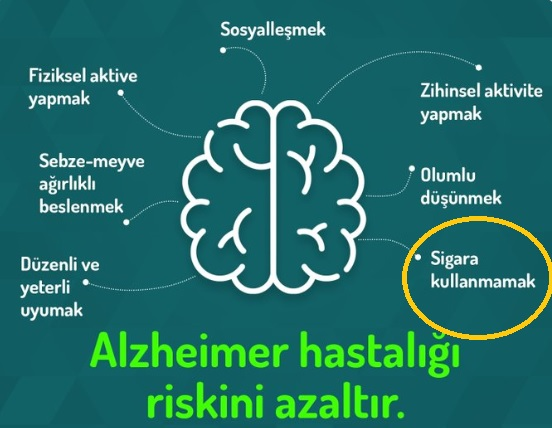 Sosyalleşmek
Fiziksel aktive
yapmak
Zihinsel aktivite
yapmak
Sebze-meyve
ağırlıklı
beslenmek
Olumlu
düşünmek
Düzenli ve
yeterli
uyumak
Sigara
kullanmamak
Alzheimer hastalığı
riskini azaltır.